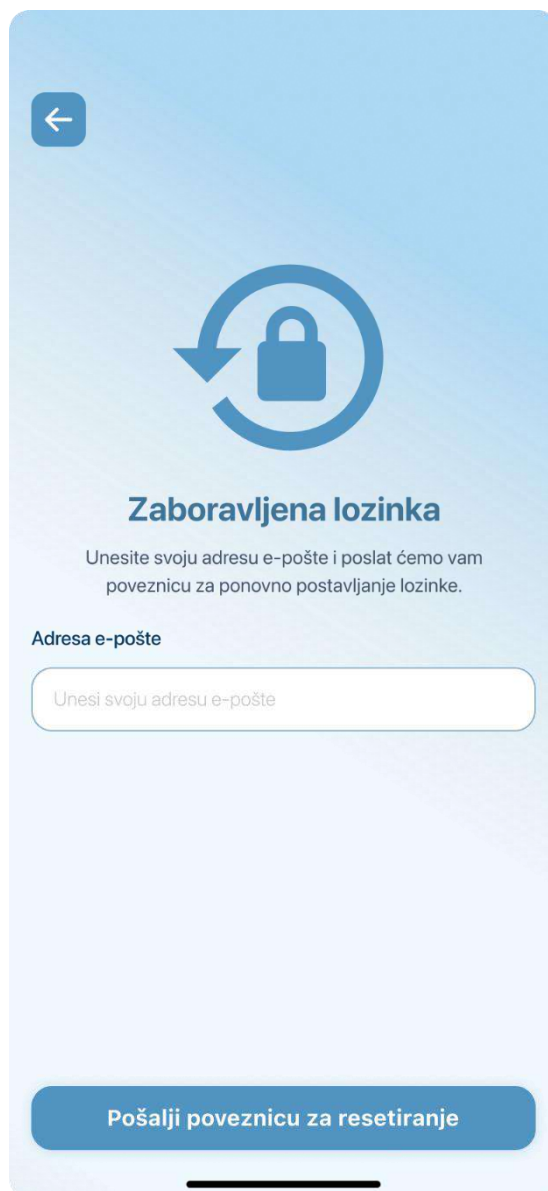 Zaboravljena lozinka
Unesite svoju adresu e-pošte i poslat ćemo vam
poveznicu za ponovno postavljanje lozinke.
Adresa e-pošte
Unesi svoju adresu e-pošte
Pošalji poveznicu za resetiranje